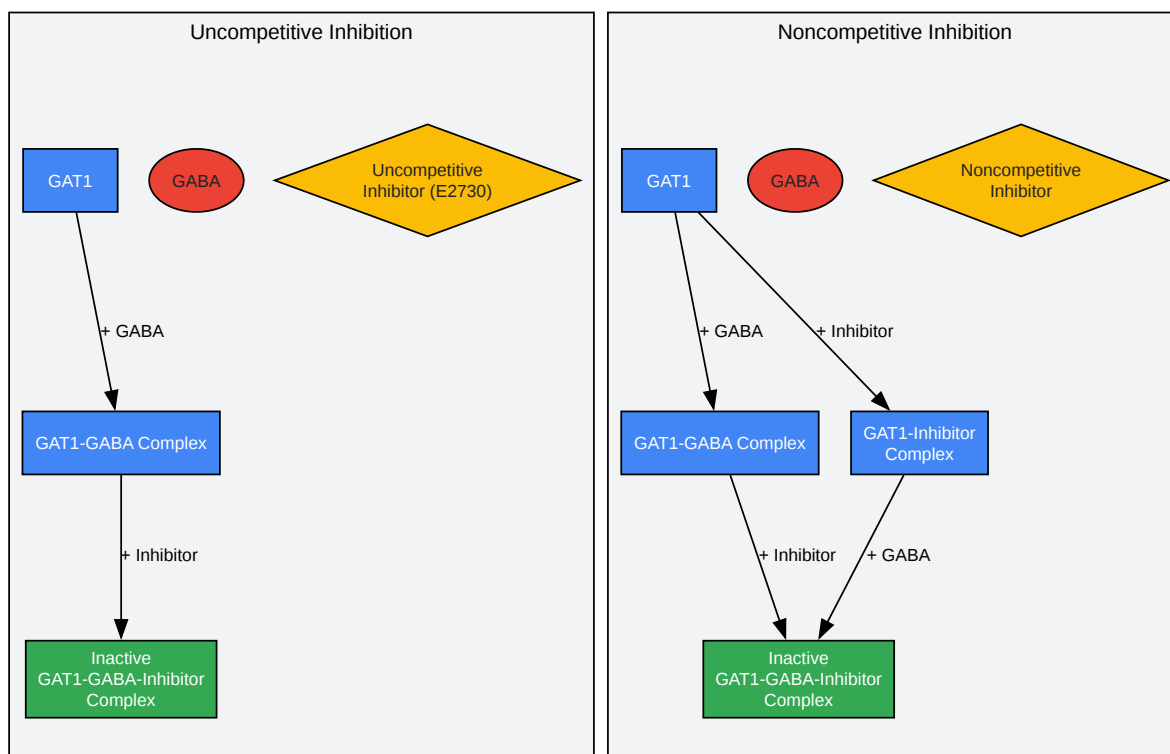 Uncompetitive Inhibition
GAT1
GABA
Uncompetitive
Inhibitor (E2730)
+ GABA
GAT1-GABA Complex
+ Inhibitor
Inactive
GAT1-GABA-Inhibitor
Complex
Noncompetitive Inhibition
GAT1
GABA
Noncompetitive
Inhibitor
+ GABA
+ Inhibitor
GAT1-GABA Complex
GAT1-Inhibitor
Complex
+ Inhibitor
+ GABA
Inactive
GAT1-GABA-Inhibitor
Complex